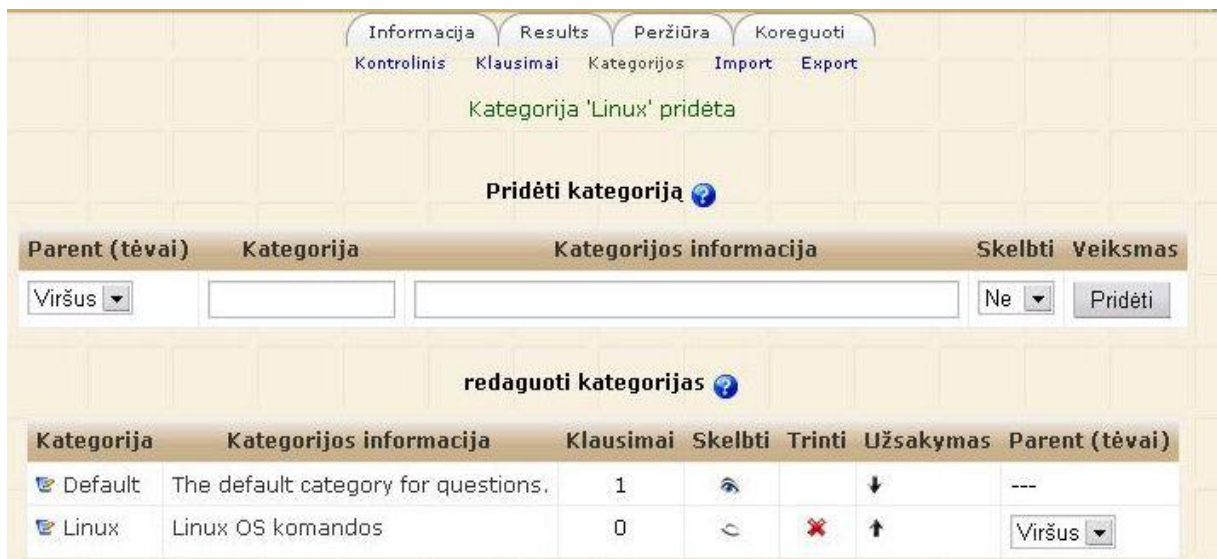 Informacija Results Peržiūra Koreguoti
Kontrolinis Klausimai Kategorijos Import Export
Kategorija 'Linux' pridėta
Pridėti kategoriją
Parent (tėvai) Kategorija Kategorijos informacija Skelbti Veiksmas
Viršus Ne Pridėti
redaguoti kategorijas
Kategorija Kategorijos informacija Klausimai Skelbti Trinti Užsakymas Parent (tėvai)
Default The default category for questions. 1 ---
Linux Linux OS komandos 0 Viršus